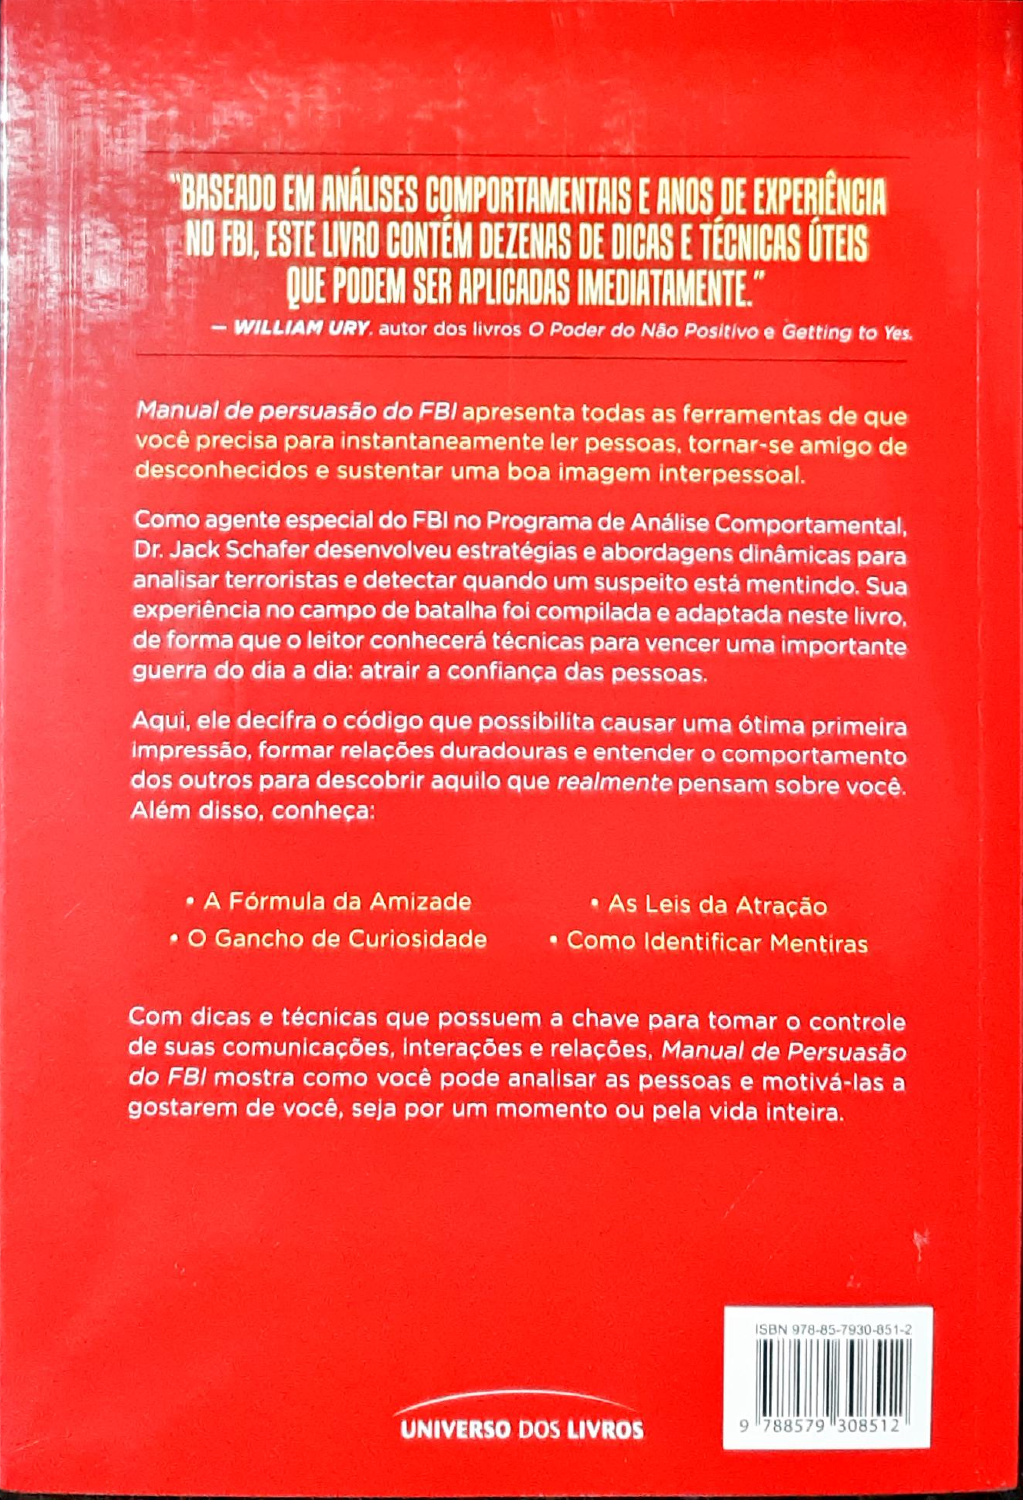 "BASEADO EM ANÁLISES COMPORTAMENTAIS E ANOS DE EXPERIÊNCIA
NO FBI, ESTE LIVRO CONTÉM DEZENAS DE DICAS E TÉCNICAS ÚTEIS
QUE PODEM SER APLICADAS IMEDIATAMENTE."
— WILLIAM URY, autor dos livros O Poder do Não Positivo e Getting to Yes.
Manual de persuasão do FBI apresenta todas as ferramentas de que
você precisa para instantaneamente ler pessoas, tornar-se amigo de
desconhecidos e sustentar uma boa imagem interpessoal.
Como agente especial do FBI no Programa de Análise Comportamental,
Dr. Jack Schafer desenvolveu estratégias e abordagens dinâmicas para
analisar terroristas e detectar quando um suspeito está mentindo. Sua
experiência no campo de batalha foi compilada e adaptada neste livro,
de forma que o leitor conhecerá técnicas para vencer uma importante
guerra do dia a dia: atrair a confiança das pessoas.
Aqui, ele decifra o código que possibilita causar uma ótima primeira
impressão, formar relações duradouras e entender o comportamento
dos outros para descobrir aquilo que realmente pensam sobre você.
Além disso, conheça:
• A Fórmula da Amizade • As Leis da Atração
• O Gancho de Curiosidade • Como Identificar Mentiras
Com dicas e técnicas que possuem a chave para tomar o controle
de suas comunicações, interações e relações, Manual de Persuasão
do FBI mostra como você pode analisar as pessoas e motivá-las a
gostarem de você, seja por um momento ou pela vida inteira.
ISBN 978-85-7930-851-2
9 788579 308512
UNIVERSO DOS LIVROS